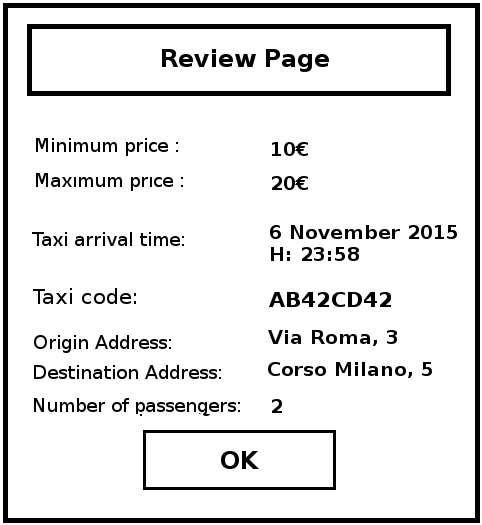 Review Page
Minimum price : 10€
Maximum price : 20€
Taxi arrival time: 6 November 2015
H: 23:58
Taxi code: AB42CD42
Origin Address: Via Roma, 3
Destination Address: Corso Milano, 5
Number of passengers: 2
OK